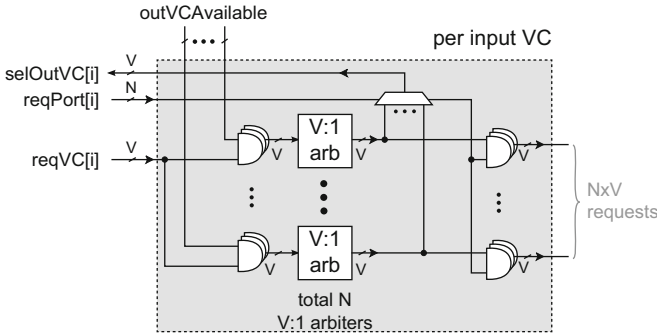 outVCAvailable
per input VC
selOutVC[i]
V
reqPort[i]
N
reqVC[i]
V
V
V:1
arb
V
V
NxV
requests
V
V:1
arb
V
V
total N
V:1 arbiters